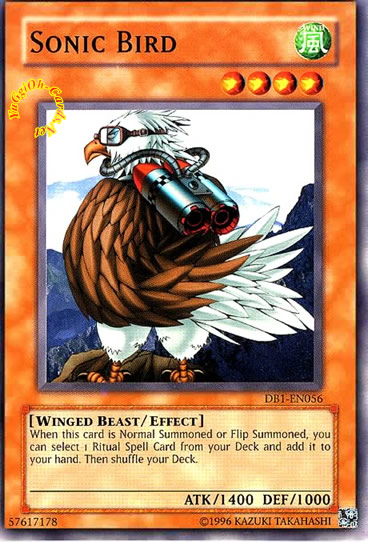 SONIC BIRD
WIND
風
YuGiOh-Cards.Net
DB1-EN056
[WINGED BEAST/EFFECT]
When this card is Normal Summoned or Flip Summoned, you
can select 1 Ritual Spell Card from your Deck and add it to
your hand. Then shuffle your Deck.
ATK/1400 DEF/1000
57617178
©1996 KAZUKI TAKAHASHI